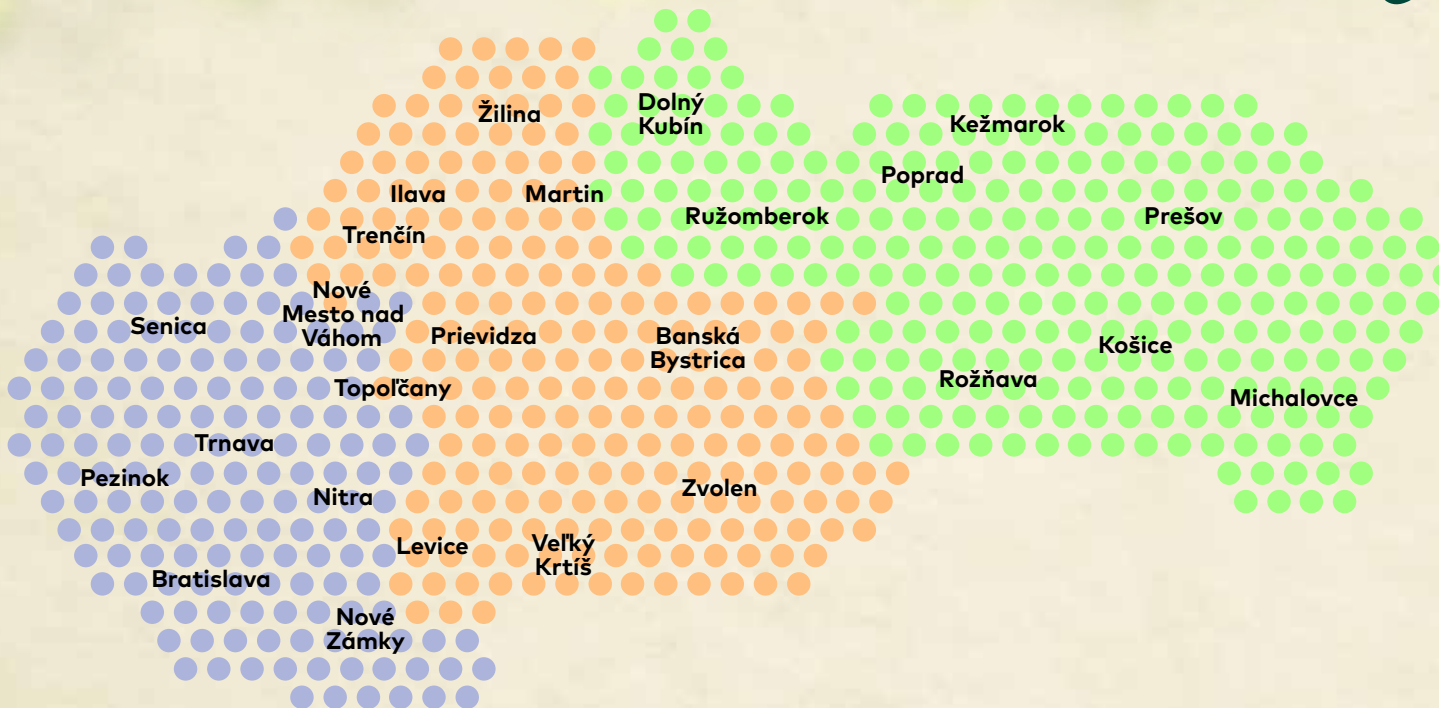 Dolný
Kubín
Žilina
Kežmarok
Poprad
Ilava
Martin
Ružomberok
Prešov
Trenčín
Nové
Mesto nad
Váhom
Senica
Prievidza
Banská
Bystrica
Košice
Rožňava
Topoľčany
Michalovce
Trnava
Pezinok
Nitra
Zvolen
Levice
Veľký
Krtíš
Bratislava
Nové
Zámky